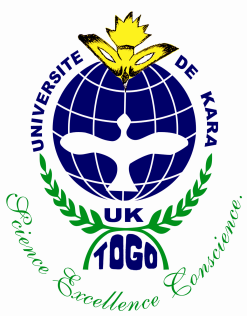 UNIVERSITE DE KARA
UK
TOGO
Science Excellence Conscience.